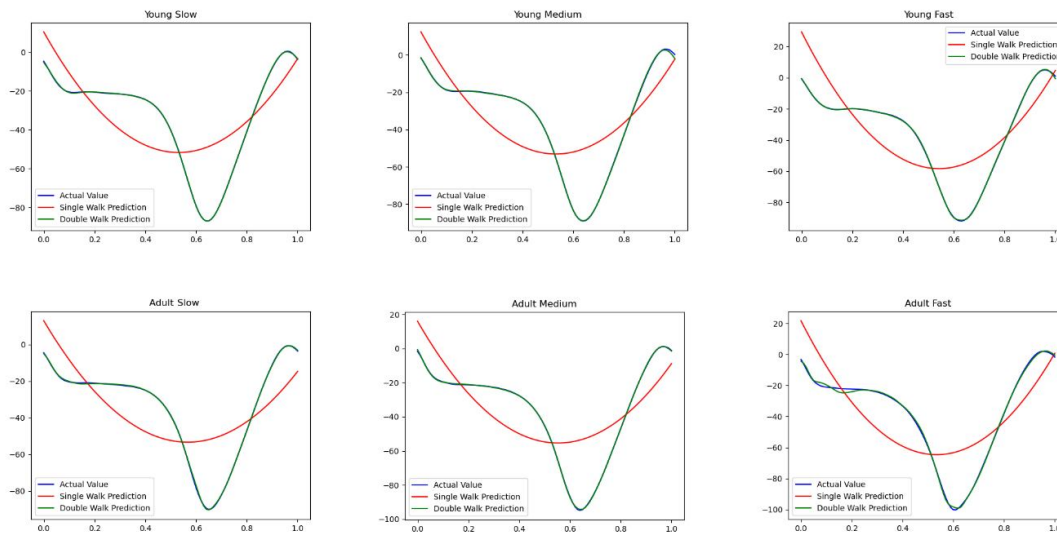 Young Slow
0
−20
−40
−60
−80
Actual Value
Single Walk Prediction
Double Walk Prediction
0.0 0.2 0.4 0.6 0.8 1.0
Young Medium
0
−20
−40
−60
−80
Actual Value
Single Walk Prediction
Double Walk Prediction
0.0 0.2 0.4 0.6 0.8 1.0
Young Fast
20
0
−20
−40
−60
−80
Actual Value
Single Walk Prediction
Double Walk Prediction
0.0 0.2 0.4 0.6 0.8 1.0
Adult Slow
0
−20
−40
−60
−80
Actual Value
Single Walk Prediction
Double Walk Prediction
0.0 0.2 0.4 0.6 0.8 1.0
Adult Medium
20
0
−20
−40
−60
−80
−100
Actual Value
Single Walk Prediction
Double Walk Prediction
0.0 0.2 0.4 0.6 0.8 1.0
Adult Fast
20
0
−20
−40
−60
−80
−100
Actual Value
Single Walk Prediction
Double Walk Prediction
0.0 0.2 0.4 0.6 0.8 1.0